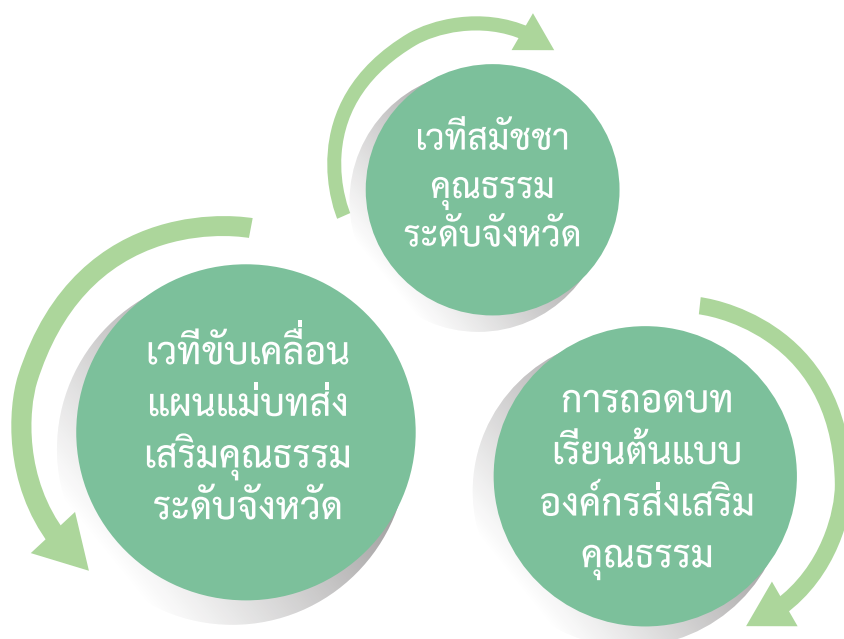 เวทีสมัชชา
คุณธรรม
ระดับจังหวัด
เวทีขับเคลื่อน
แผนแม่บทส่ง
เสริมคุณธรรม
ระดับจังหวัด
การถอดบท
เรียนต้นแบบ
องค์กรส่งเสริม
คุณธรรม